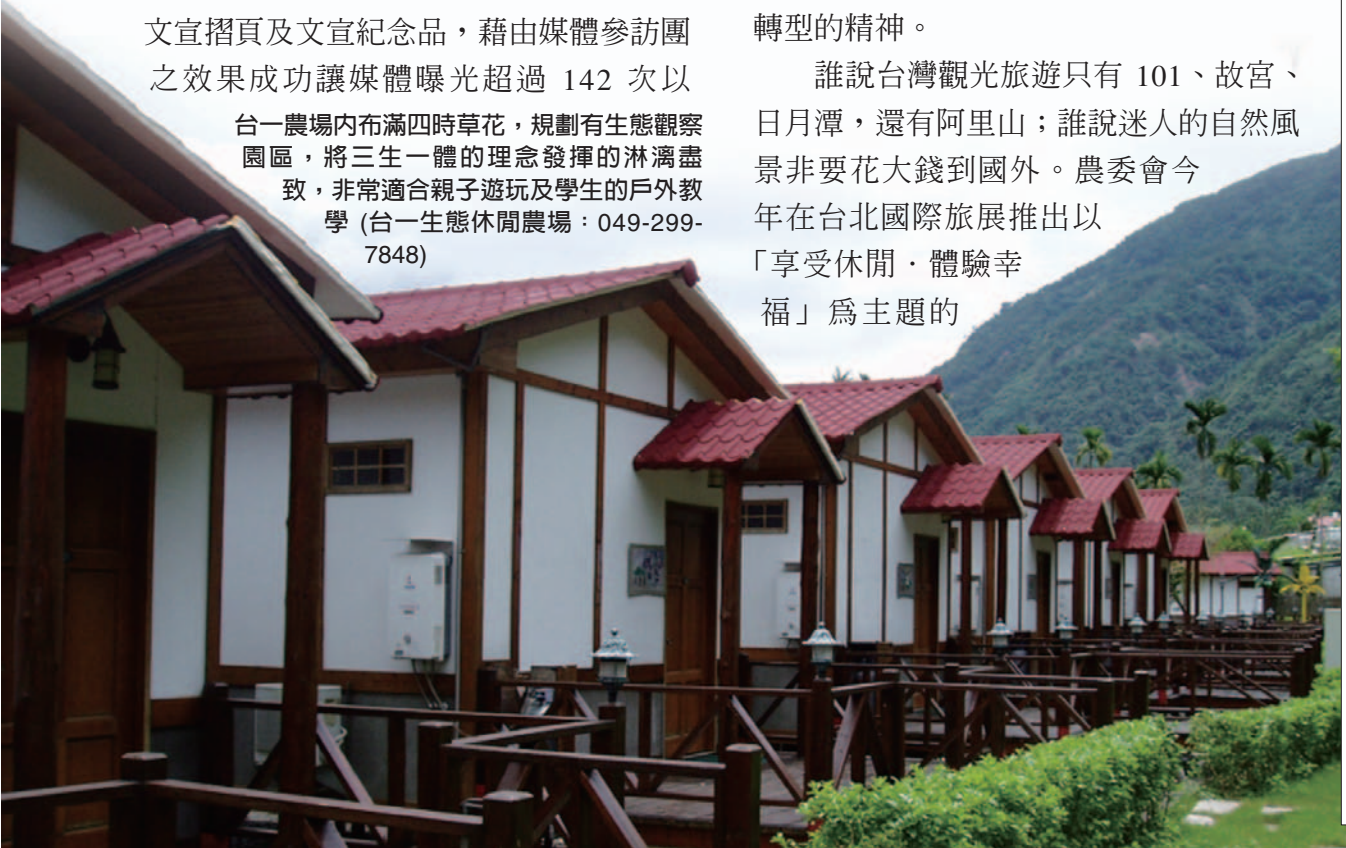 文宣摺頁及文宣紀念品，藉由媒體參訪團
之效果成功讓媒體曝光超過 142 次以
台一農場內布滿四時草花，規劃有生態觀察
園區，將三生一體的理念發揮的淋漓盡
致，非常適合親子遊玩及學生的戶外教
學 (台一生態休閒農場：049-299-
7848)
轉型的精神。
誰說台灣觀光旅遊只有 101、故宮、
日月潭，還有阿里山；誰說迷人的自然風
景非要花大錢到國外。農委會今
年在台北國際旅展推出以
「享受休閒．體驗幸
福」為主題的